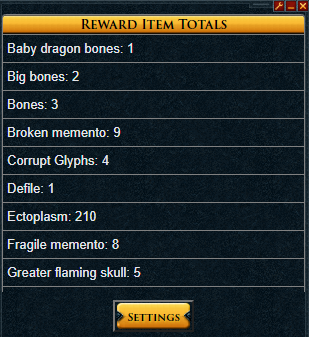 Reward Item Totals
Baby dragon bones: 1
Big bones: 2
Bones: 3
Broken memento: 9
Corrupt Glyphs: 4
Defile: 1
Ectoplasm: 210
Fragile memento: 8
Greater flaming skull: 5
Settings